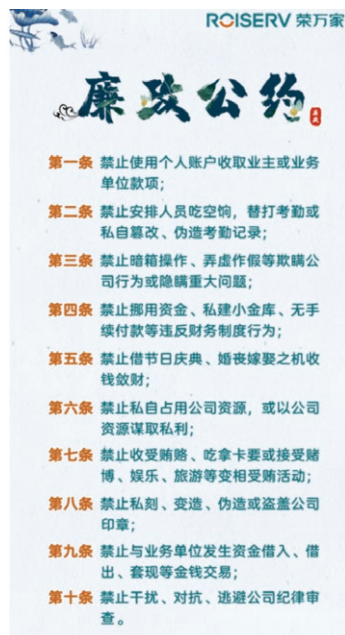 ROISERV 荣万家
廉政公约
第一条 禁止使用个人账户收取业主或业务
单位款项；
第二条 禁止安排人员吃空饷，替打考勤或
私自篡改、伪造考勤记录；
第三条 禁止暗箱操作、弄虚作假等欺瞒公
司行为或隐瞒重大问题；
第四条 禁止挪用资金、私建小金库、无手
续付款等违反财务制度行为；
第五条 禁止借节日庆典、婚丧嫁娶之机收
钱敛财；
第六条 禁止私自占用公司资源，或以公司
资源谋取私利；
第七条 禁止收受贿赂、吃拿卡要或接受赌
博、娱乐、旅游等变相受贿活动；
第八条 禁止私刻、变造、伪造或盗盖公司
印章；
第九条 禁止与业务单位发生资金借入、借
出、套现等金钱交易；
第十条 禁止干扰、对抗、逃避公司纪律审
查。